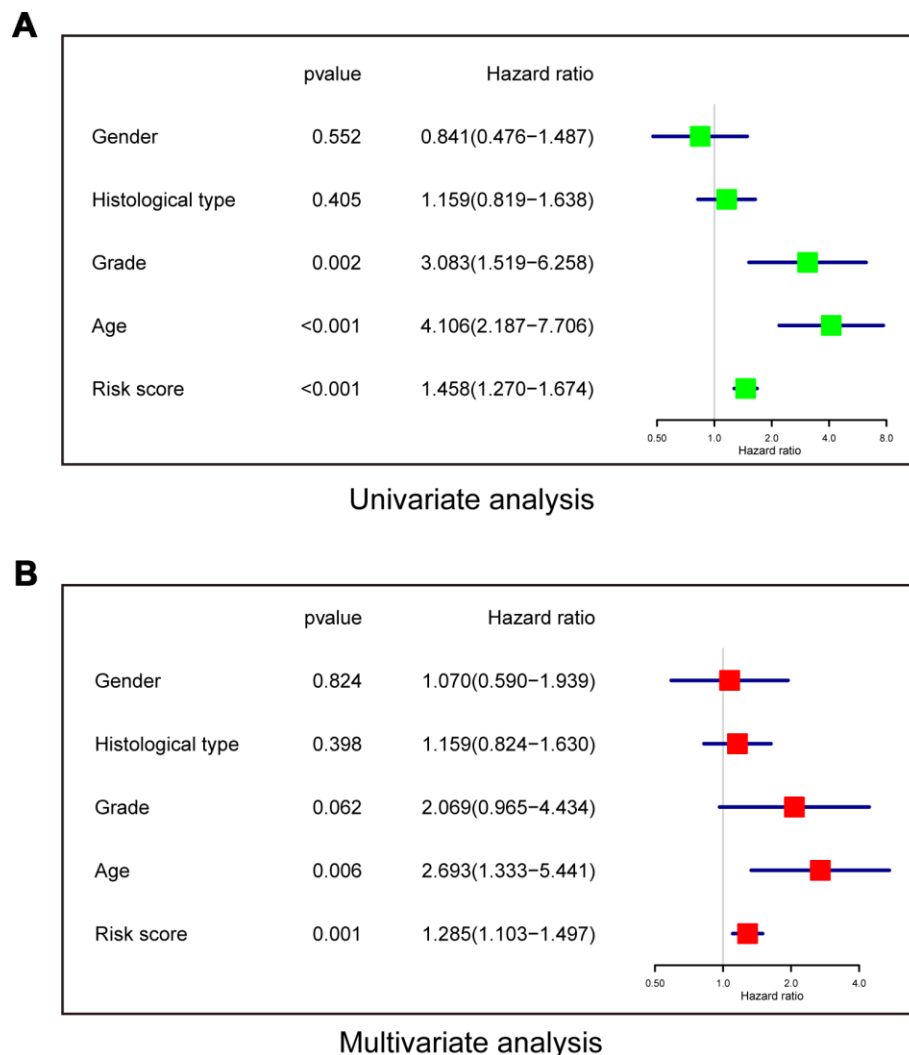 A
pvalue Hazard ratio
Gender 0.552 0.841(0.476−1.487)
Histological type 0.405 1.159(0.819−1.638)
Grade 0.002 3.083(1.519−6.258)
Age <0.001 4.106(2.187−7.706)
Risk score <0.001 1.458(1.270−1.674)
0.50 1.0 2.0 4.0 8.0
Hazard ratio
Univariate analysis
B
pvalue Hazard ratio
Gender 0.824 1.070(0.590−1.939)
Histological type 0.398 1.159(0.824−1.630)
Grade 0.062 2.069(0.965−4.434)
Age 0.006 2.693(1.333−5.441)
Risk score 0.001 1.285(1.103−1.497)
0.50 1.0 2.0 4.0
Hazard ratio
Multivariate analysis